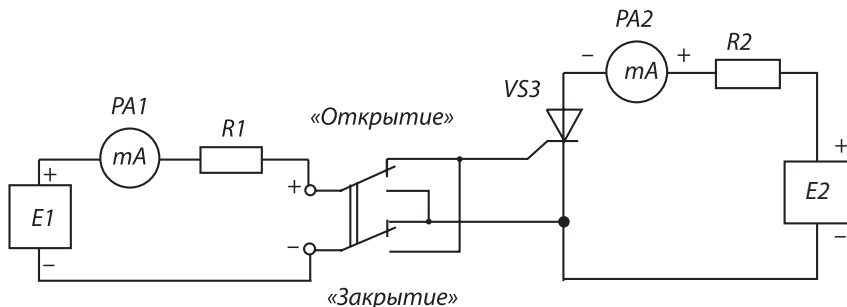 PA2
R2
– +
mA
VS3
PA1
R1
«Открытие»
mA
+
+
+
E1
E2
–
–
–
«Закрытие»